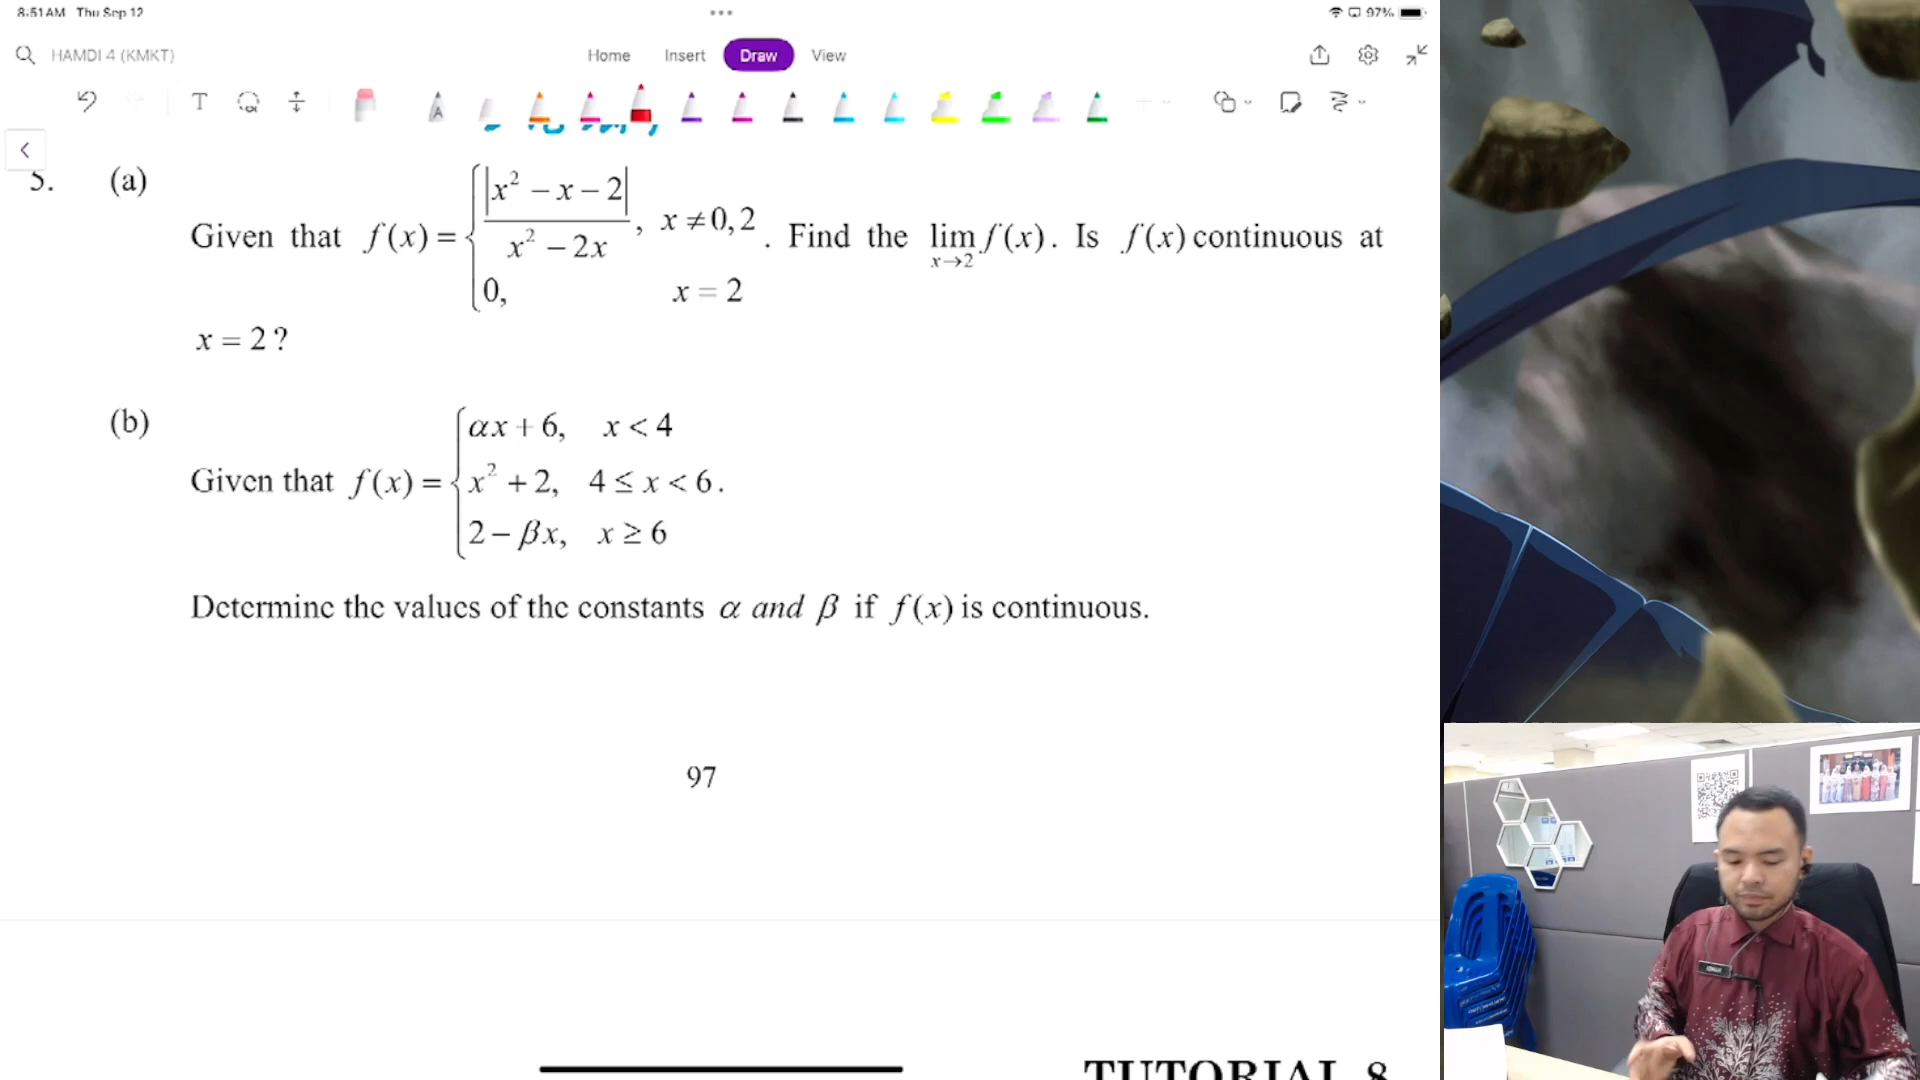 8:51 AM Thu Sep 12
97%
HAMDI 4 (KMKT)
Home Insert Draw View
5. (a)
Given that f(x) = { |x² − x − 2| / x² − 2x, x ≠ 0, 2
0, x = 2 . Find the lim x→2 f(x). Is f(x) continuous at
x = 2 ?
(b)
Given that f(x) = { αx + 6, x < 4
x² + 2, 4 ≤ x < 6.
2 − βx, x ≥ 6
Determine the values of the constants α and β if f(x) is continuous.
97
TUTORIAL 8